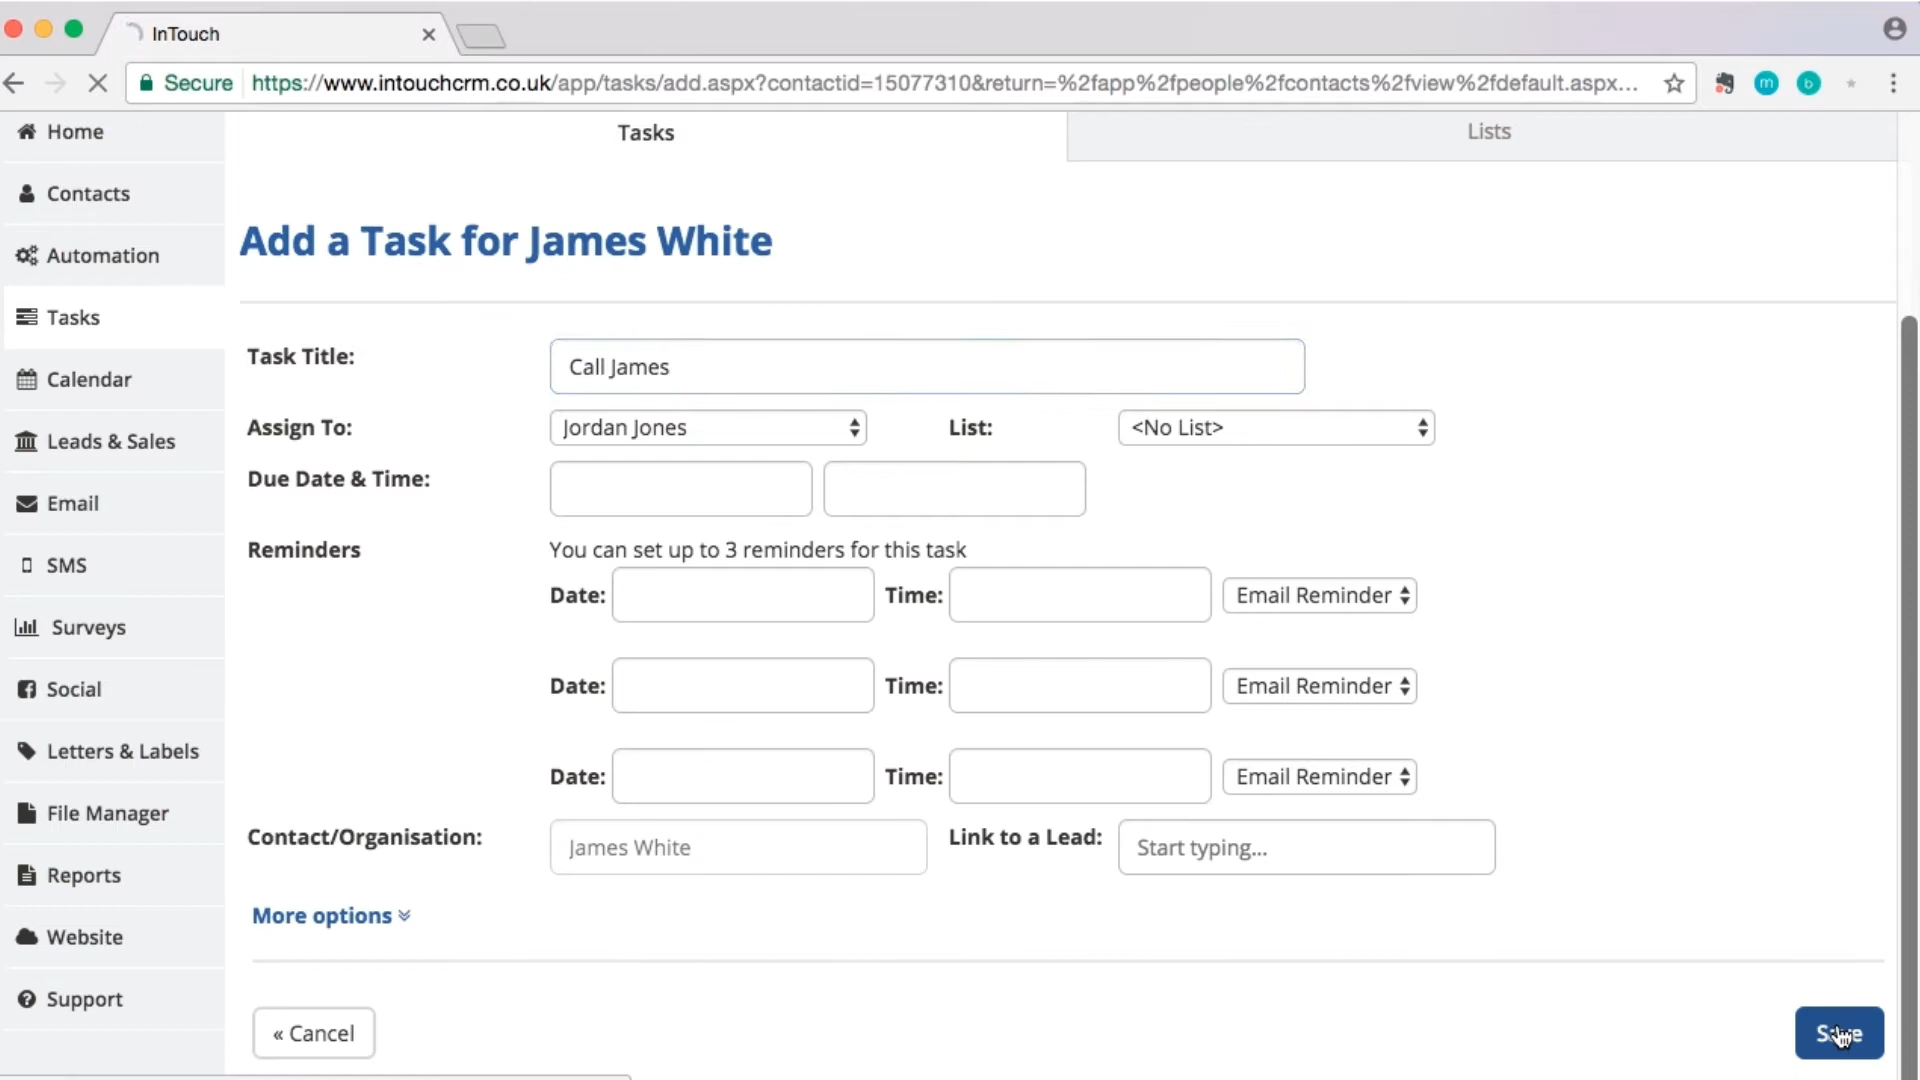 InTouch
Secure https://www.intouchcrm.co.uk/app/tasks/add.aspx?contactid=15077310&return=%2fapp%2fpeople%2fcontacts%2fview%2fdefault.aspx...
m
b
Home
Contacts
Automation
Tasks
Calendar
Leads & Sales
Email
SMS
Surveys
Social
Letters & Labels
File Manager
Reports
Website
Support
Tasks
Lists
Add a Task for James White
Task Title: Call James
Assign To: Jordan Jones List: <No List>
Due Date & Time:
Reminders You can set up to 3 reminders for this task
Date: Time: Email Reminder
Date: Time: Email Reminder
Date: Time: Email Reminder
Contact/Organisation: James White Link to a Lead: Start typing...
More options
« Cancel
Save